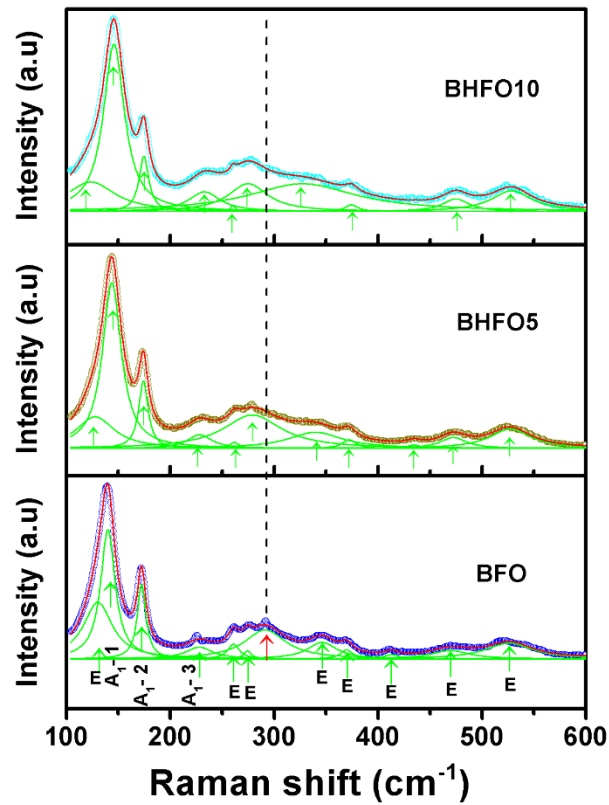 Intensity (a.u)
BHFO10
Intensity (a.u)
BHFO5
Intensity (a.u)
BFO
E
A₁- 1
A₁- 2
A₁- 3
E
E
E
E
E
E
E
100 200 300 400 500 600
Raman shift (cm⁻¹)